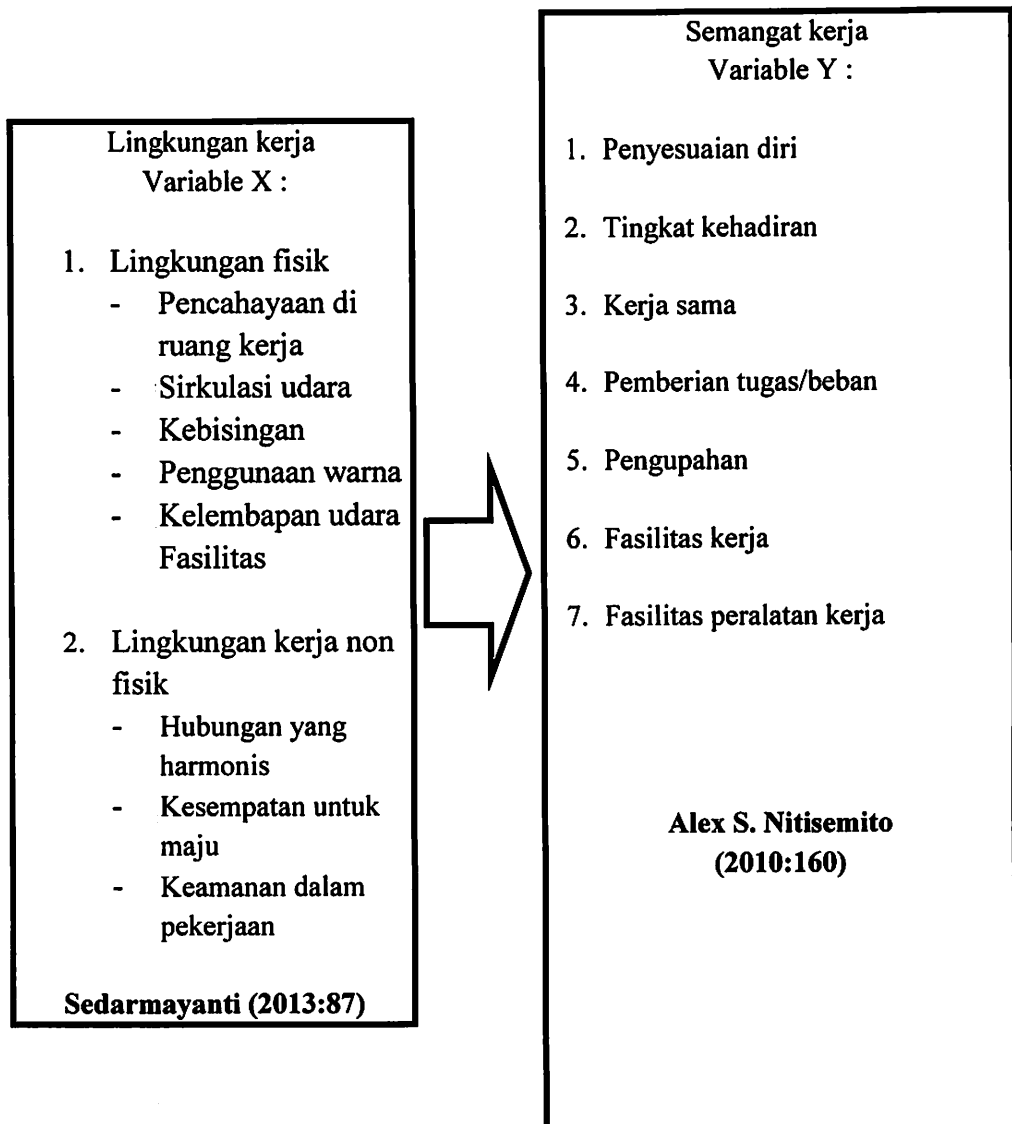 Lingkungan kerja
Variable X :
1. Lingkungan fisik
- Pencahayaan di
ruang kerja
- Sirkulasi udara
- Kebisingan
- Penggunaan warna
- Kelembapan udara
Fasilitas
2. Lingkungan kerja non
fisik
- Hubungan yang
harmonis
- Kesempatan untuk
maju
- Keamanan dalam
pekerjaan
Sedarmayanti (2013:87)
Semangat kerja
Variable Y :
1. Penyesuaian diri
2. Tingkat kehadiran
3. Kerja sama
4. Pemberian tugas/beban
5. Pengupahan
6. Fasilitas kerja
7. Fasilitas peralatan kerja
Alex S. Nitisemito
(2010:160)